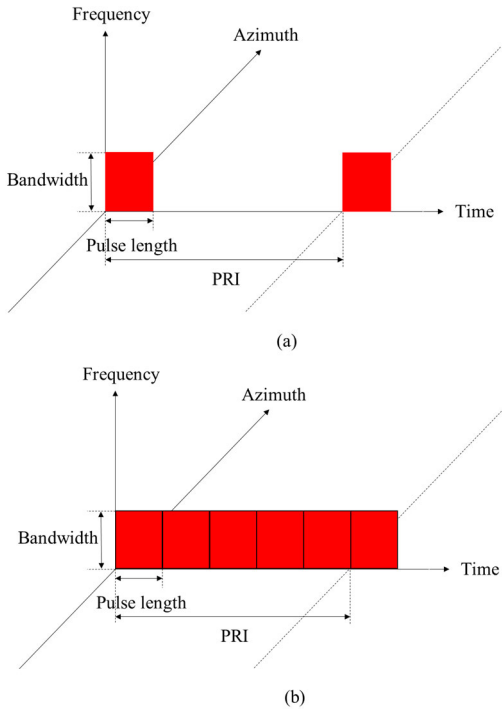 Frequency
Azimuth
Bandwidth
Time
Pulse length
PRI
(a)
Frequency
Azimuth
Bandwidth
Time
Pulse length
PRI
(b)